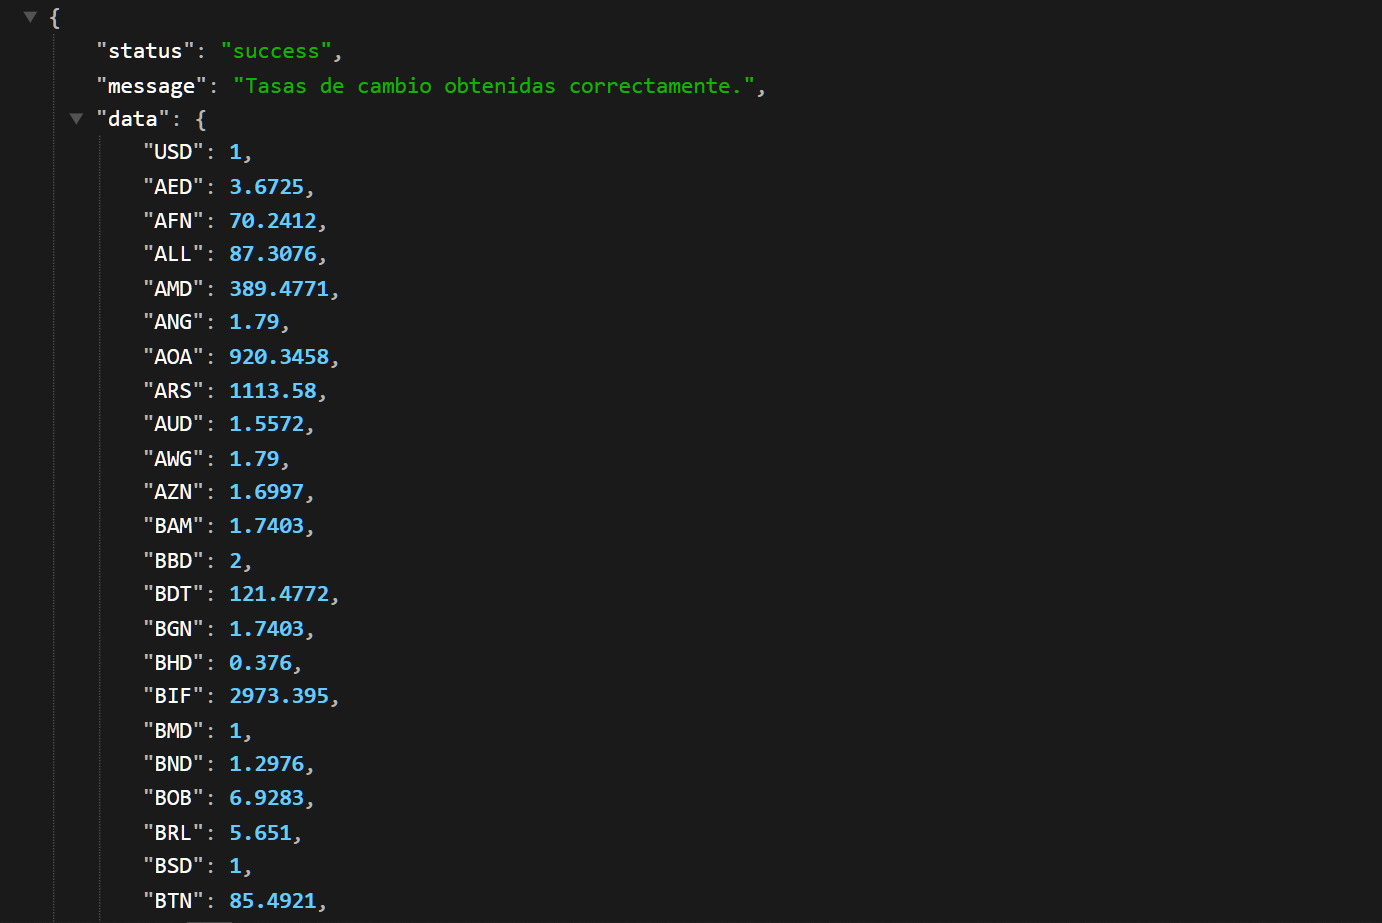 {
"status": "success",
"message": "Tasas de cambio obtenidas correctamente.",
"data": {
"USD": 1,
"AED": 3.6725,
"AFN": 70.2412,
"ALL": 87.3076,
"AMD": 389.4771,
"ANG": 1.79,
"AOA": 920.3458,
"ARS": 1113.58,
"AUD": 1.5572,
"AWG": 1.79,
"AZN": 1.6997,
"BAM": 1.7403,
"BBD": 2,
"BDT": 121.4772,
"BGN": 1.7403,
"BHD": 0.376,
"BIF": 2973.395,
"BMD": 1,
"BND": 1.2976,
"BOB": 6.9283,
"BRL": 5.651,
"BSD": 1,
"BTN": 85.4921,